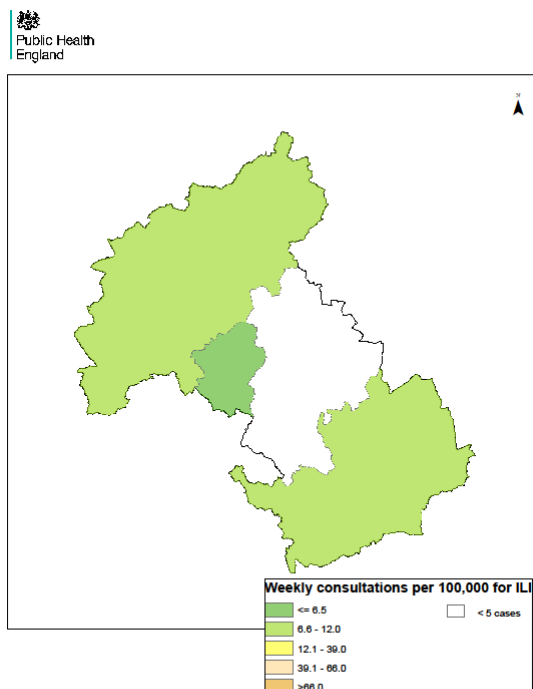 Public Health
England
N
Weekly consultations per 100,000 for ILI
<= 6.5
< 5 cases
6.6 - 12.0
12.1 - 39.0
39.1 - 66.0
>66.0